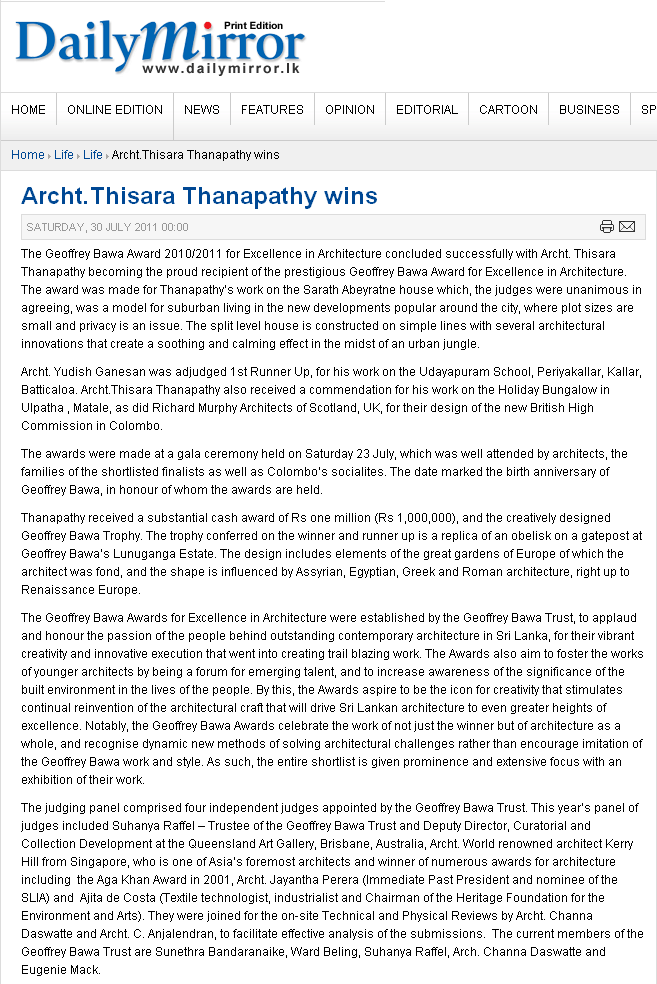 Print Edition
DailyMirror
www.dailymirror.lk
HOME ONLINE EDITION NEWS FEATURES OPINION EDITORIAL CARTOON BUSINESS SP
Home Life Life Archt.Thisara Thanapathy wins
Archt.Thisara Thanapathy wins
SATURDAY, 30 JULY 2011 00:00
The Geoffrey Bawa Award 2010/2011 for Excellence in Architecture concluded successfully with Archt. Thisara
Thanapathy becoming the proud recipient of the prestigious Geoffrey Bawa Award for Excellence in Architecture.
The award was made for Thanapathy's work on the Sarath Abeyratne house which, the judges were unanimous in
agreeing, was a model for suburban living in the new developments popular around the city, where plot sizes are
small and privacy is an issue. The split level house is constructed on simple lines with several architectural
innovations that create a soothing and calming effect in the midst of an urban jungle.
Archt. Yudish Ganesan was adjudged 1st Runner Up, for his work on the Udayapuram School, Periyakallar, Kallar,
Batticaloa. Archt.Thisara Thanapathy also received a commendation for his work on the Holiday Bungalow in
Ulpatha , Matale, as did Richard Murphy Architects of Scotland, UK, for their design of the new British High
Commission in Colombo.
The awards were made at a gala ceremony held on Saturday 23 July, which was well attended by architects, the
families of the shortlisted finalists as well as Colombo's socialites. The date marked the birth anniversary of
Geoffrey Bawa, in honour of whom the awards are held.
Thanapathy received a substantial cash award of Rs one million (Rs 1,000,000), and the creatively designed
Geoffrey Bawa Trophy. The trophy conferred on the winner and runner up is a replica of an obelisk on a gatepost at
Geoffrey Bawa's Lunuganga Estate. The design includes elements of the great gardens of Europe of which the
architect was fond, and the shape is influenced by Assyrian, Egyptian, Greek and Roman architecture, right up to
Renaissance Europe.
The Geoffrey Bawa Awards for Excellence in Architecture were established by the Geoffrey Bawa Trust, to applaud
and honour the passion of the people behind outstanding contemporary architecture in Sri Lanka, for their vibrant
creativity and innovative execution that went into creating trail blazing work. The Awards also aim to foster the works
of younger architects by being a forum for emerging talent, and to increase awareness of the significance of the
built environment in the lives of the people. By this, the Awards aspire to be the icon for creativity that stimulates
continual reinvention of the architectural craft that will drive Sri Lankan architecture to even greater heights of
excellence. Notably, the Geoffrey Bawa Awards celebrate the work of not just the winner but of architecture as a
whole, and recognise dynamic new methods of solving architectural challenges rather than encourage imitation of
the Geoffrey Bawa work and style. As such, the entire shortlist is given prominence and extensive focus with an
exhibition of their work.
The judging panel comprised four independent judges appointed by the Geoffrey Bawa Trust. This year's panel of
judges included Suhanya Raffel – Trustee of the Geoffrey Bawa Trust and Deputy Director, Curatorial and
Collection Development at the Queensland Art Gallery, Brisbane, Australia, Archt. World renowned architect Kerry
Hill from Singapore, who is one of Asia's foremost architects and winner of numerous awards for architecture
including the Aga Khan Award in 2001, Archt. Jayantha Perera (Immediate Past President and nominee of the
SLIA) and Ajita de Costa (Textile technologist, industrialist and Chairman of the Heritage Foundation for the
Environment and Arts). They were joined for the on-site Technical and Physical Reviews by Archt. Channa
Daswatte and Archt. C. Anjalendran, to facilitate effective analysis of the submissions. The current members of the
Geoffrey Bawa Trust are Sunethra Bandaranaike, Ward Beling, Suhanya Raffel, Arch. Channa Daswatte and
Eugenie Mack.